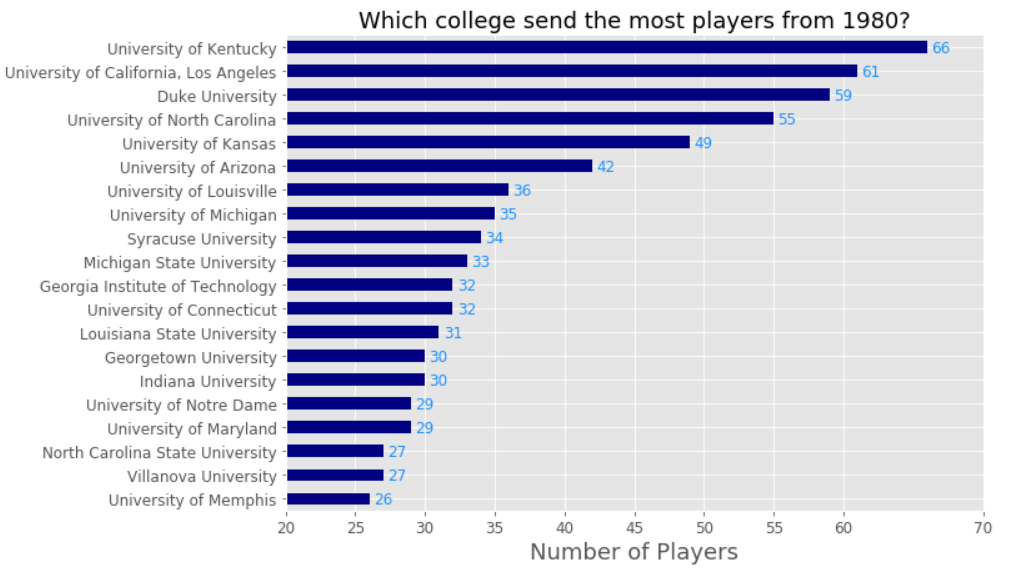 Which college send the most players from 1980?
University of Kentucky 66
University of California, Los Angeles 61
Duke University 59
University of North Carolina 55
University of Kansas 49
University of Arizona 42
University of Louisville 36
University of Michigan 35
Syracuse University 34
Michigan State University 33
Georgia Institute of Technology 32
University of Connecticut 32
Louisiana State University 31
Georgetown University 30
Indiana University 30
University of Notre Dame 29
University of Maryland 29
North Carolina State University 27
Villanova University 27
University of Memphis 26
20 25 30 35 40 45 50 55 60 70
Number of Players